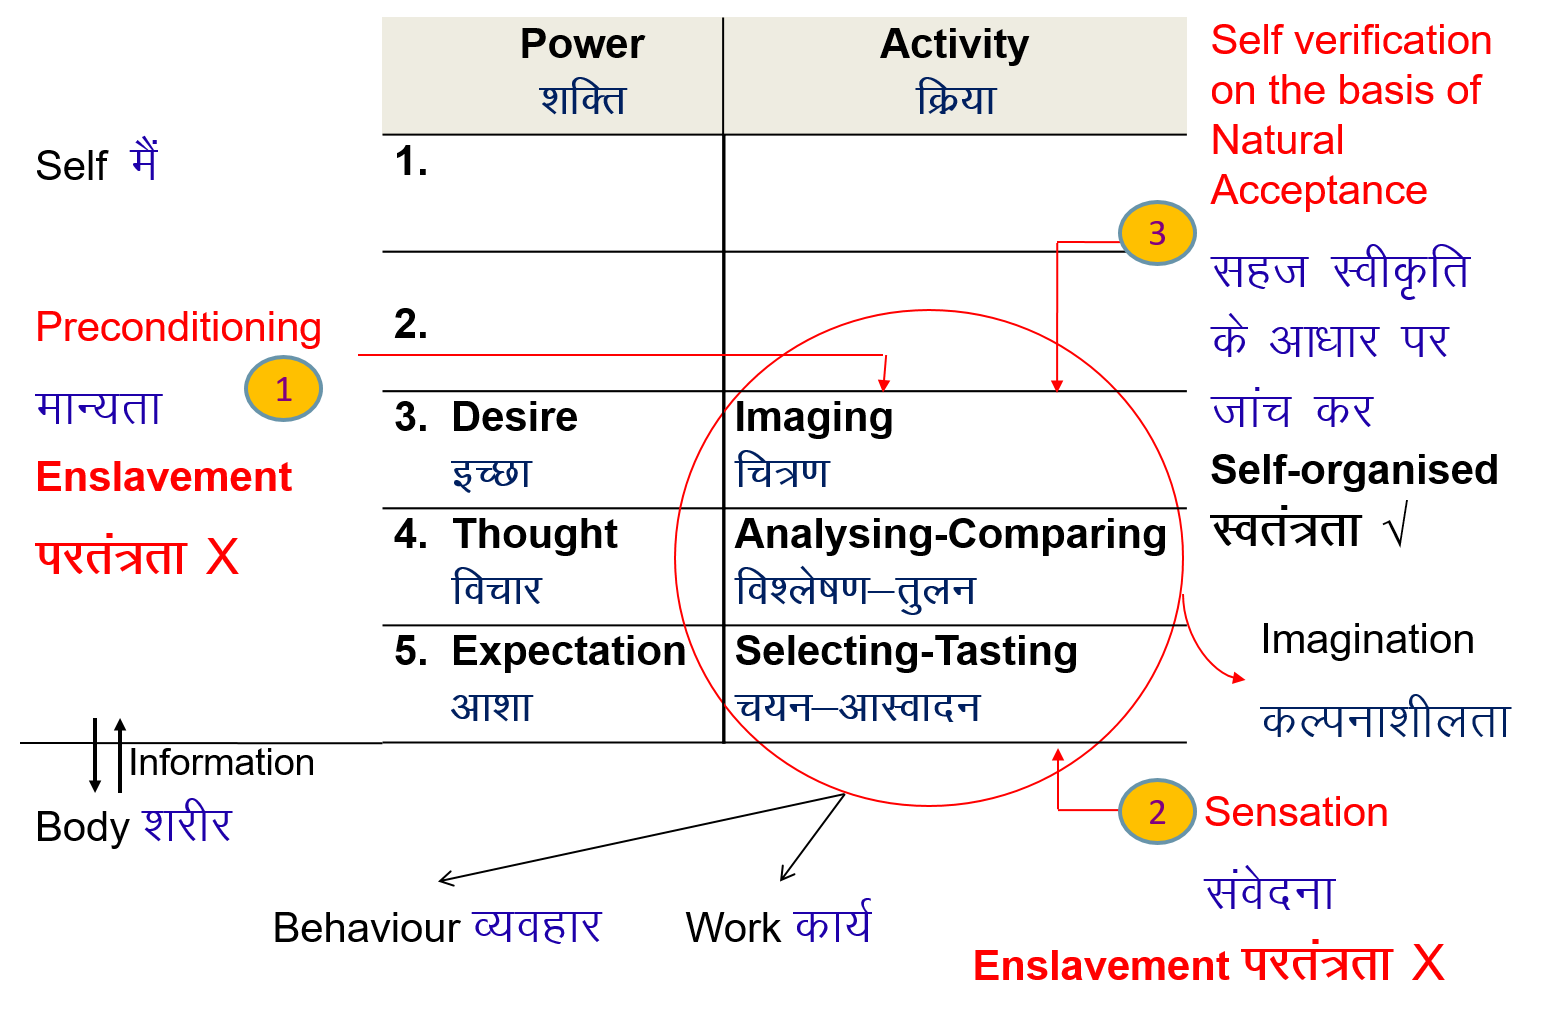 Power
शक्ति
Activity
क्रिया
Self verification
on the basis of
Natural
Acceptance
सहज स्वीकृति
के आधार पर
जांच कर
Self-organised
स्वतंत्रता √
Self मैं
1.
3
2.
Preconditioning
मान्यता
1
Enslavement
परतंत्रता X
3. Desire
इच्छा
Imaging
चित्रण
4. Thought
विचार
Analysing-Comparing
विश्लेषण–तुलन
5. Expectation
आशा
Selecting-Tasting
चयन–आस्वादन
Imagination
कल्पनाशीलता
Information
Body शरीर
2
Sensation
संवेदना
Enslavement परतंत्रता X
Behaviour व्यवहार
Work कार्य